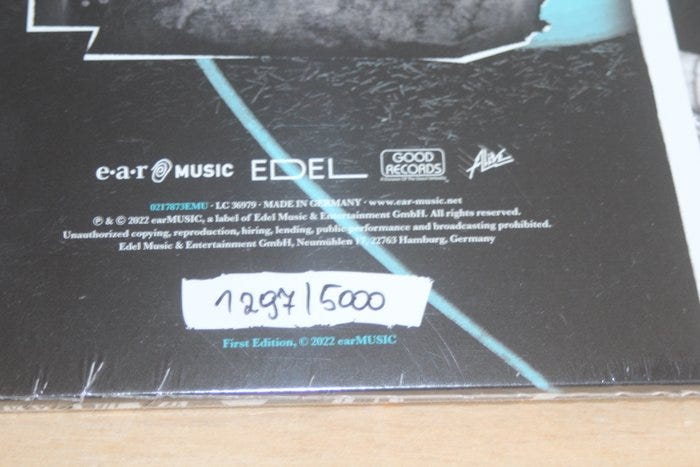 e·a·r MUSIC EDEL GOOD RECORDS Alive
0217873EMU · LC 36979 · MADE IN GERMANY · www.ear-music.net
℗ & © 2022 earMUSIC, a label of Edel Music & Entertainment GmbH. All rights reserved.
Unauthorized copying, reproduction, hiring, lending, public performance and broadcasting prohibited.
Edel Music & Entertainment GmbH, Neumühlen 17, 22763 Hamburg, Germany
1297/5000
First Edition, © 2022 earMUSIC